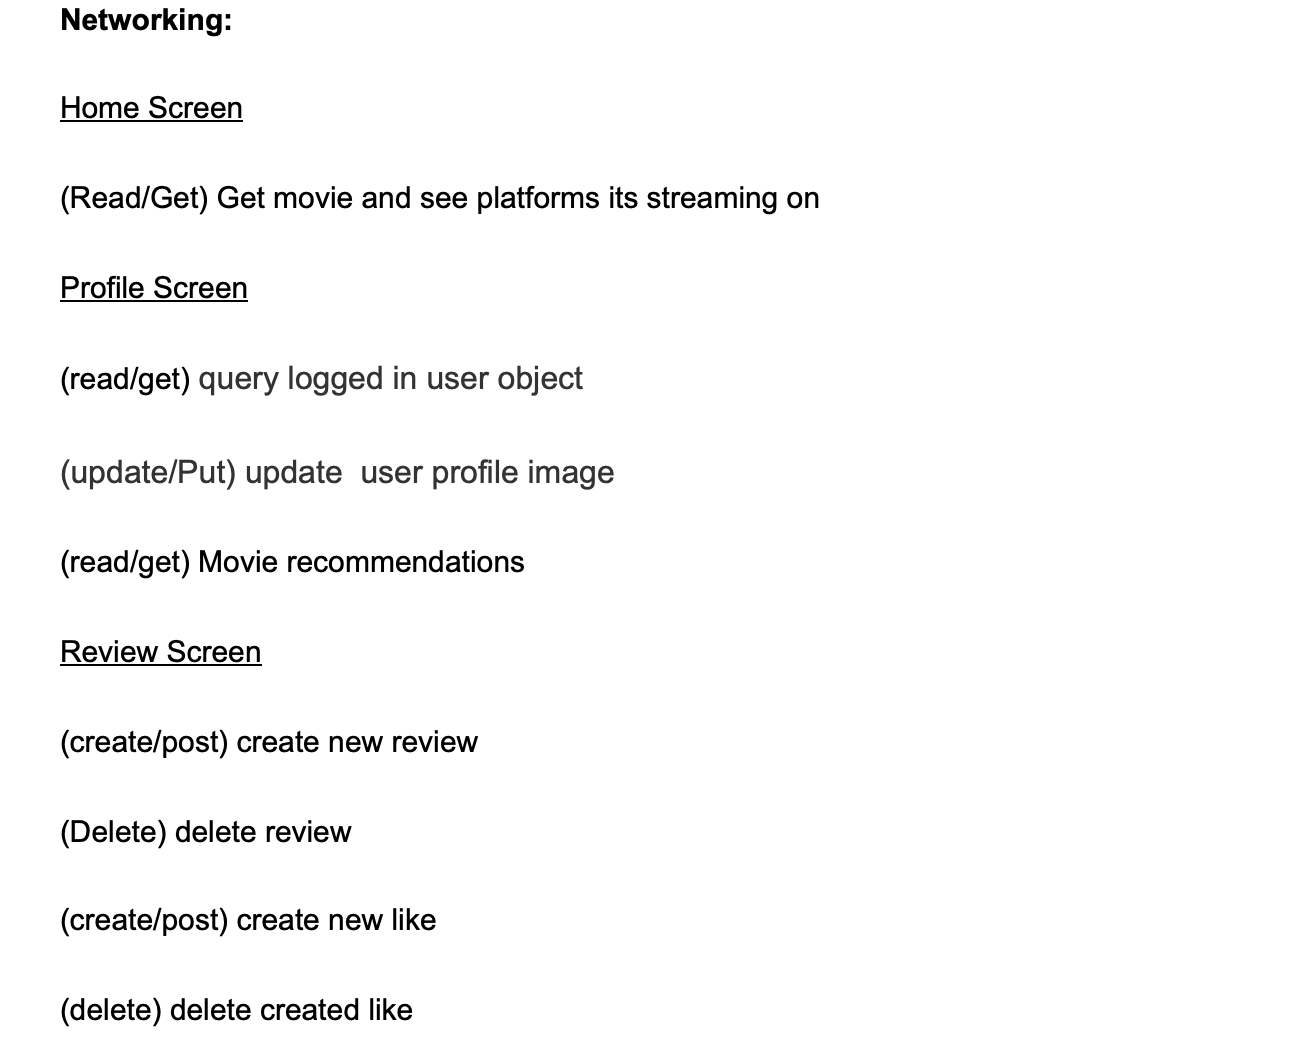 Networking:
Home Screen
(Read/Get) Get movie and see platforms its streaming on
Profile Screen
(read/get) query logged in user object
(update/Put) update  user profile image
(read/get) Movie recommendations
Review Screen
(create/post) create new review
(Delete) delete review
(create/post) create new like
(delete) delete created like